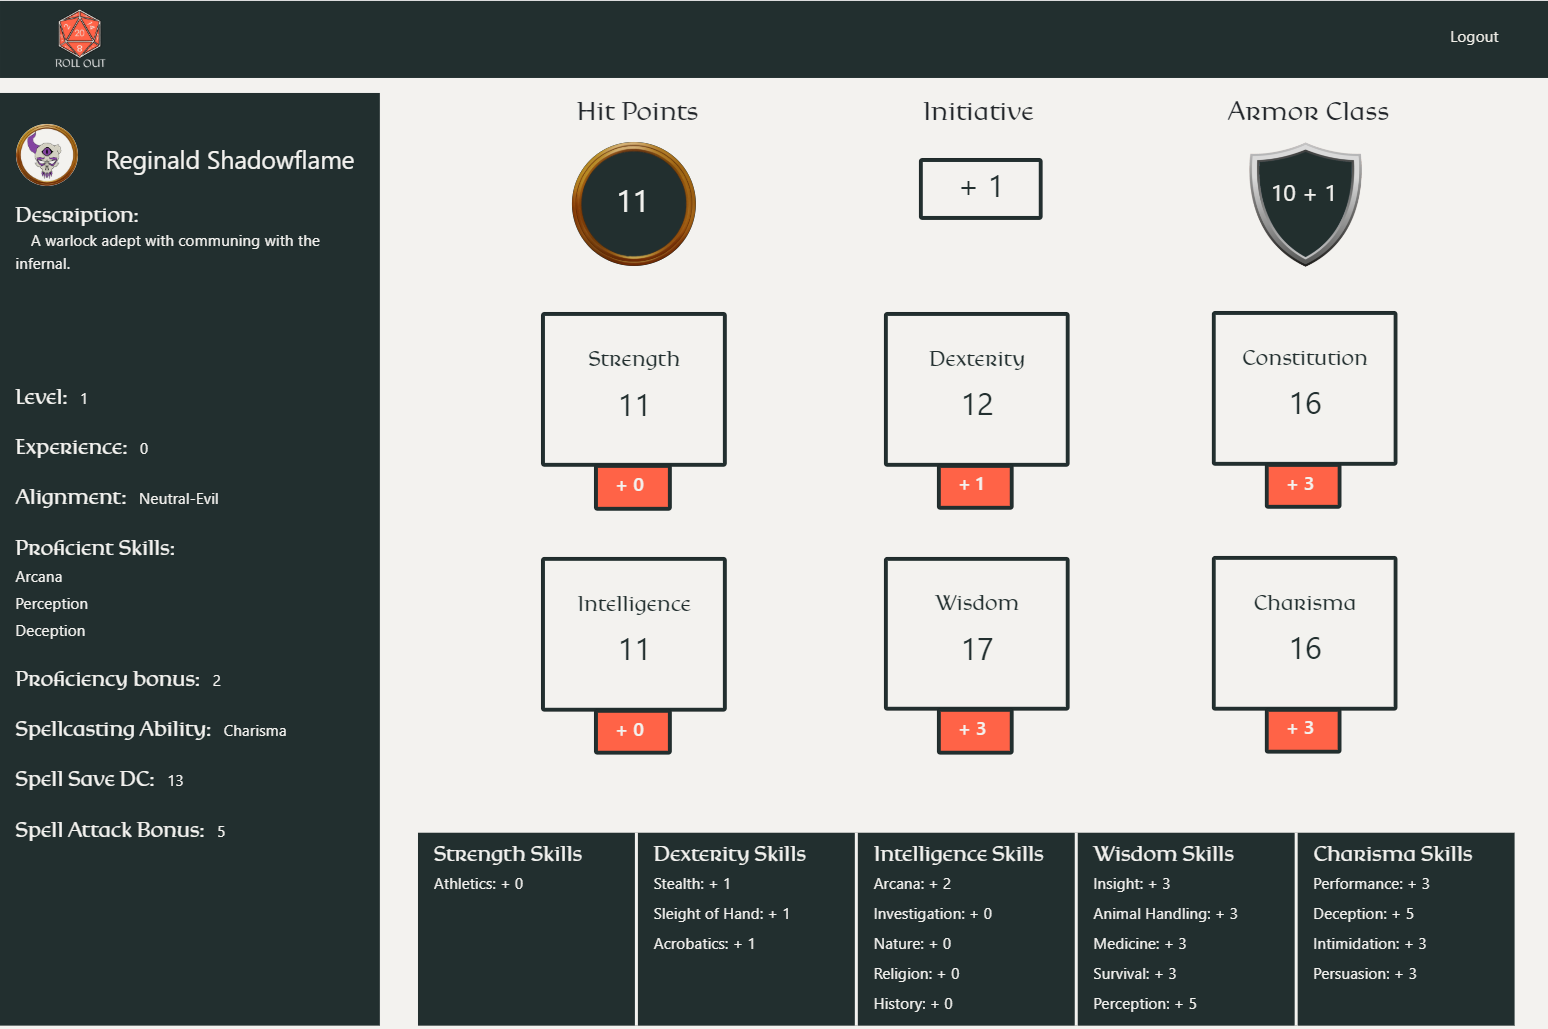 20
8
ROLL OUT
Logout
Reginald Shadowflame
Description:
A warlock adept with communing with the
infernal.
Level: 1
Experience: 0
Alignment: Neutral-Evil
Proficient Skills:
Arcana
Perception
Deception
Proficiency bonus: 2
Spellcasting Ability: Charisma
Spell Save DC: 13
Spell Attack Bonus: 5
Hit Points
11
Initiative
+ 1
Armor Class
10 + 1
Strength
11
+ 0
Dexterity
12
+ 1
Constitution
16
+ 3
Intelligence
11
+ 0
Wisdom
17
+ 3
Charisma
16
+ 3
Strength Skills
Athletics: + 0
Dexterity Skills
Stealth: + 1
Sleight of Hand: + 1
Acrobatics: + 1
Intelligence Skills
Arcana: + 2
Investigation: + 0
Nature: + 0
Religion: + 0
History: + 0
Wisdom Skills
Insight: + 3
Animal Handling: + 3
Medicine: + 3
Survival: + 3
Perception: + 5
Charisma Skills
Performance: + 3
Deception: + 5
Intimidation: + 3
Persuasion: + 3